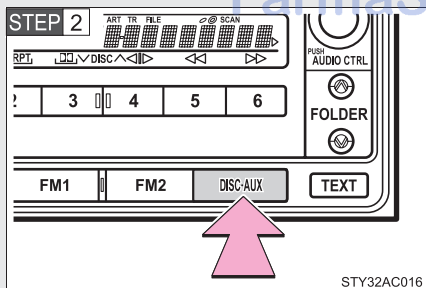 STEP 2
ART TR FILE SCAN
PUSH
AUDIO CTRL
RPT DISC
2 3 4 5 6
FOLDER
FM1 FM2 DISC·AUX TEXT
STY32AC016